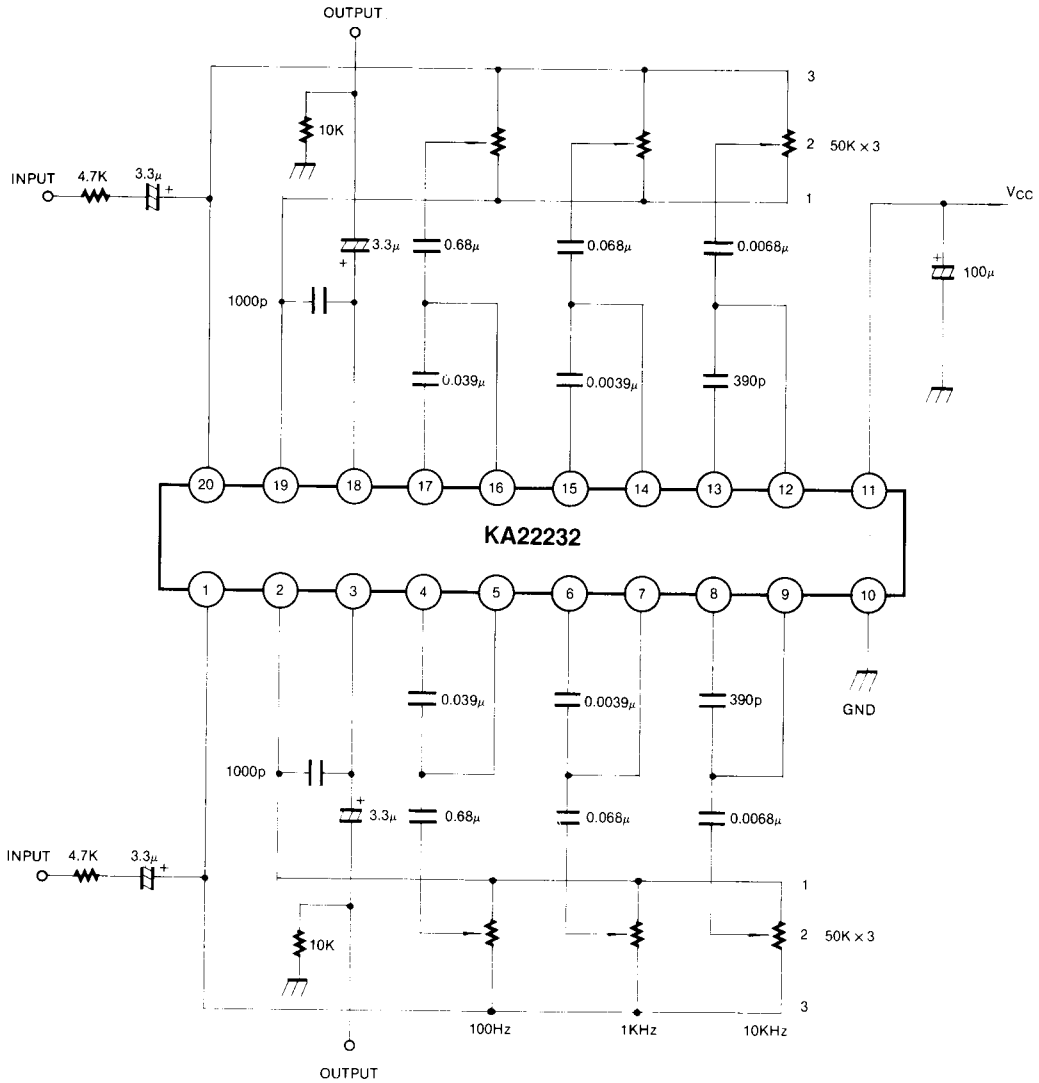 OUTPUT
3
10K
2 50K × 3
INPUT 4.7K 3.3μ +
1
VCC
3.3μ
+
0.68μ
0.068μ
0.0068μ
+
100μ
1000p
0.039μ
0.0039μ
390p
20 19 18 17 16 15 14 13 12 11
KA22232
1 2 3 4 5 6 7 8 9 10
0.039μ
0.0039μ
390p
GND
1000p
+
3.3μ
0.68μ
0.068μ
0.0068μ
INPUT 4.7K 3.3μ +
1
10K
2 50K × 3
3
100Hz 1KHz 10KHz
OUTPUT